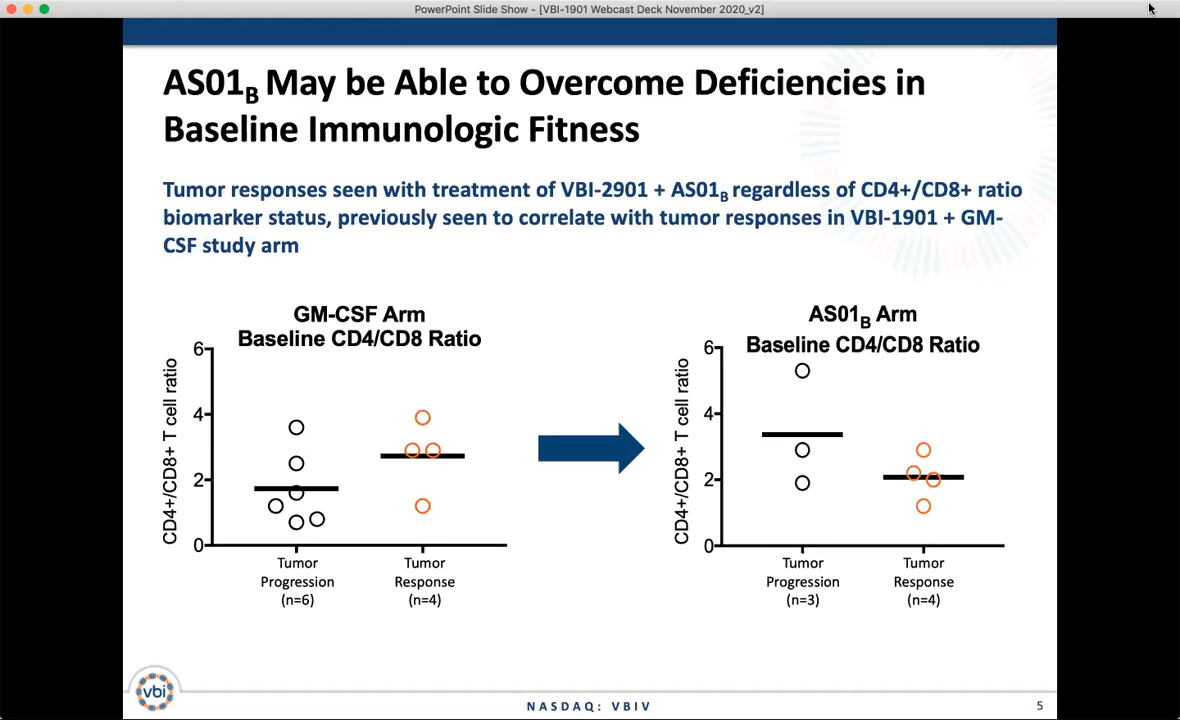 PowerPoint Slide Show - [VBI-1901 Webcast Deck November 2020_v2]
AS01B May be Able to Overcome Deficiencies in
Baseline Immunologic Fitness
Tumor responses seen with treatment of VBI-2901 + AS01B regardless of CD4+/CD8+ ratio
biomarker status, previously seen to correlate with tumor responses in VBI-1901 + GM-
CSF study arm
GM-CSF Arm
Baseline CD4/CD8 Ratio
CD4+/CD8+ T cell ratio
6
4
2
0
Tumor
Progression
(n=6)
Tumor
Response
(n=4)
AS01B Arm
Baseline CD4/CD8 Ratio
CD4+/CD8+ T cell ratio
6
4
2
0
Tumor
Progression
(n=3)
Tumor
Response
(n=4)
vbi
NASDAQ: VBIV
5